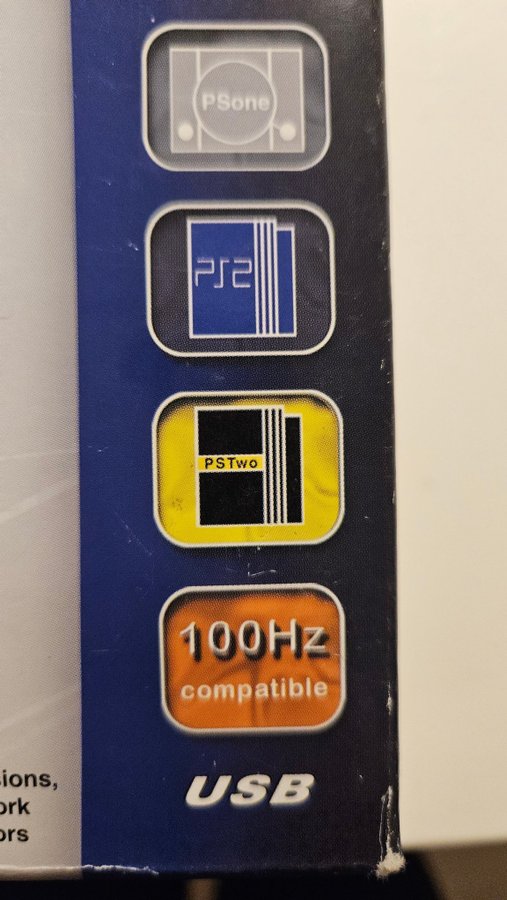 PSone
PS2
PSTwo
100Hz
compatible
USB
sions,
ork
ors